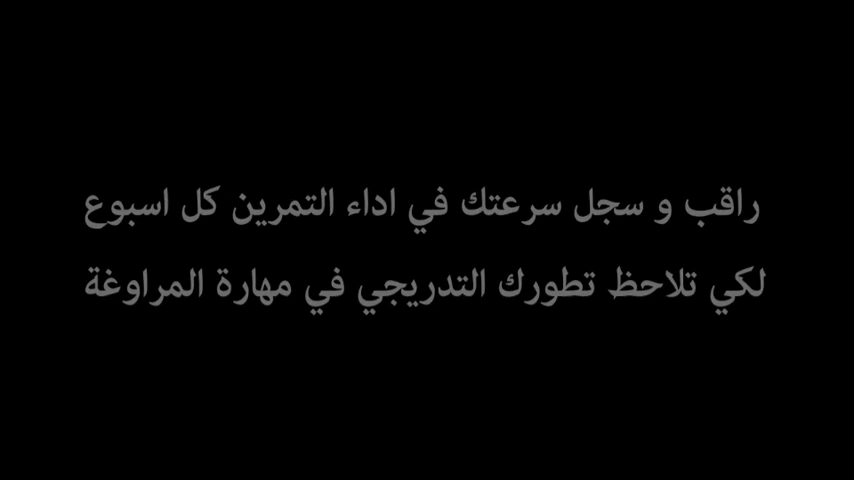 راقب و سجل سرعتك في اداء التمرين كل اسبوع
لكي تلاحظ تطورك التدريجي في مهارة المراوغة